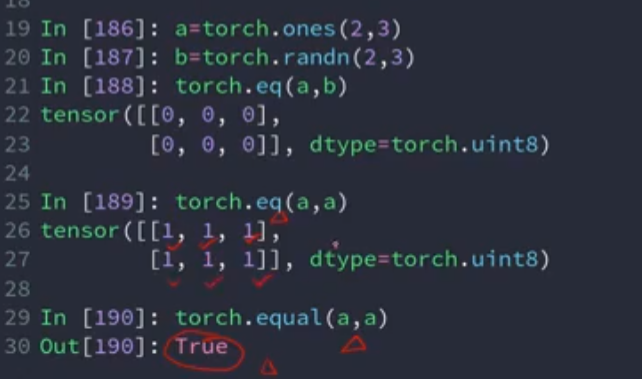 19 In [186]: a=torch.ones(2,3)
20 In [187]: b=torch.randn(2,3)
21 In [188]: torch.eq(a,b)
22 tensor([[0, 0, 0],
23         [0, 0, 0]], dtype=torch.uint8)
24
25 In [189]: torch.eq(a,a)
26 tensor([[1, 1, 1],
27         [1, 1, 1]], dtype=torch.uint8)
28
29 In [190]: torch.equal(a,a)
30 Out[190]: True